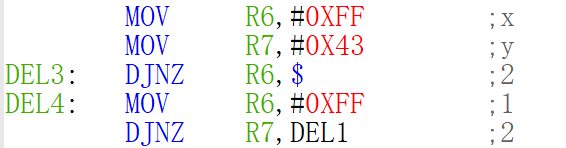 MOV R6,#0XFF ;x
MOV R7,#0X43 ;y
DEL3: DJNZ R6,$ ;2
DEL4: MOV R6,#0XFF ;1
DJNZ R7,DEL1 ;2